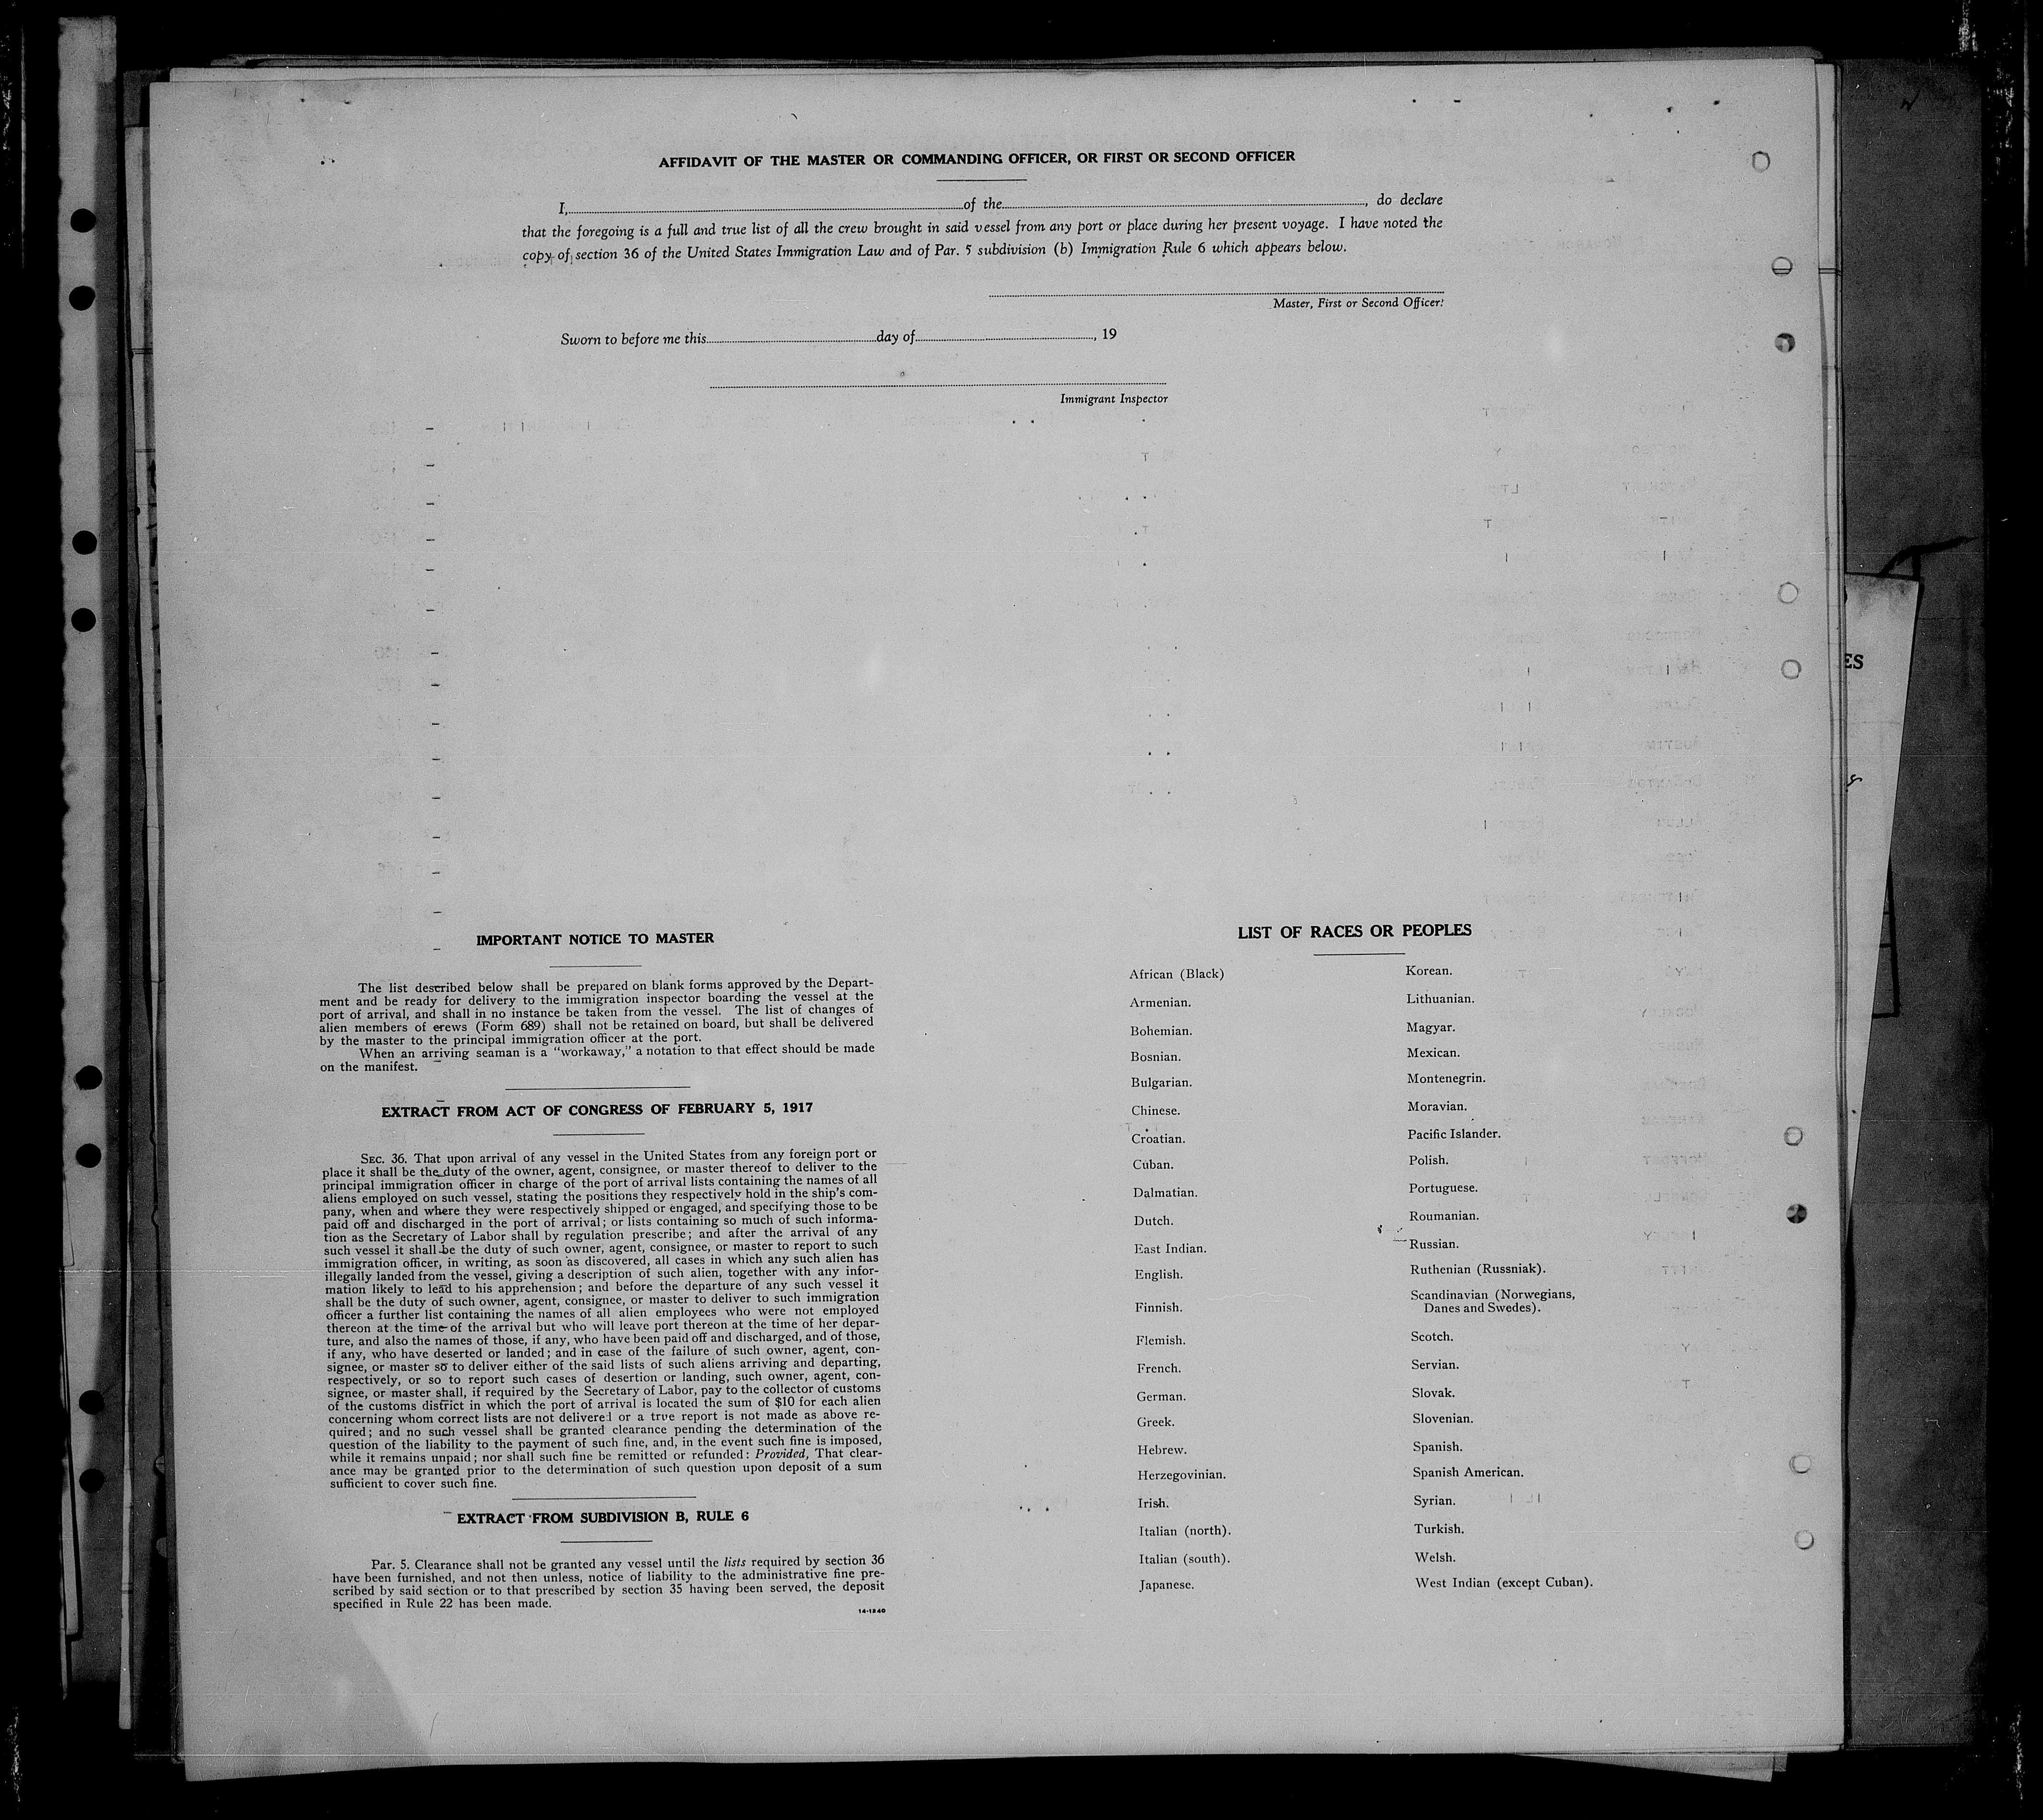 AFFIDAVIT OF THE MASTER OR COMMANDING OFFICER, OR FIRST OR SECOND OFFICER
I, of the , do declare
that the foregoing is a full and true list of all the crew brought in said vessel from any port or place during her present voyage. I have noted the
copy of section 36 of the United States Immigration Law and of Par. 5 subdivision (b) Immigration Rule 6 which appears below.
Master, First or Second Officer.
Sworn to before me this day of , 19
Immigrant Inspector
IMPORTANT NOTICE TO MASTER
The list described below shall be prepared on blank forms approved by the Depart-
ment and be ready for delivery to the immigration inspector boarding the vessel at the
port of arrival, and shall in no instance be taken from the vessel. The list of changes of
alien members of crews (Form 689) shall not be retained on board, but shall be delivered
by the master to the principal immigration officer at the port.
When an arriving seaman is a "workaway," a notation to that effect should be made
on the manifest.
EXTRACT FROM ACT OF CONGRESS OF FEBRUARY 5, 1917
SEC. 36. That upon arrival of any vessel in the United States from any foreign port or
place it shall be the duty of the owner, agent, consignee, or master thereof to deliver to the
principal immigration officer in charge of the port of arrival lists containing the names of all
aliens employed on such vessel, stating the positions they respectively hold in the ship's com-
pany, when and where they were respectively shipped or engaged, and specifying those to be
paid off and discharged in the port of arrival; or lists containing so much of such informa-
tion as the Secretary of Labor shall by regulation prescribe; and after the arrival of any
such vessel it shall be the duty of such owner, agent, consignee, or master to report to such
immigration officer, in writing, as soon as discovered, all cases in which any such alien has
illegally landed from the vessel, giving a description of such alien, together with any infor-
mation likely to lead to his apprehension; and before the departure of any such vessel it
shall be the duty of such owner, agent, consignee, or master to deliver to such immigration
officer a further list containing the names of all alien employees who were not employed
thereon at the time of the arrival but who will leave port thereon at the time of her depar-
ture, and also the names of those, if any, who have been paid off and discharged, and of those,
if any, who have deserted or landed; and in case of the failure of such owner, agent, con-
signee, or master so to deliver either of the said lists of such aliens arriving and departing,
respectively, or so to report such cases of desertion or landing, such owner, agent, con-
signee, or master shall, if required by the Secretary of Labor, pay to the collector of customs
of the customs district in which the port of arrival is located the sum of $10 for each alien
concerning whom correct lists are not delivered or a true report is not made as above re-
quired; and no such vessel shall be granted clearance pending the determination of the
question of the liability to the payment of such fine, and, in the event such fine is imposed,
while it remains unpaid; nor shall such fine be remitted or refunded: Provided, That clear-
ance may be granted prior to the determination of such question upon deposit of a sum
sufficient to cover such fine.
EXTRACT FROM SUBDIVISION B, RULE 6
Par. 5. Clearance shall not be granted any vessel until the lists required by section 36
have been furnished, and not then unless, notice of liability to the administrative fine pre-
scribed by said section or to that prescribed by section 35 having been served, the deposit
specified in Rule 22 has been made.
14-1240
LIST OF RACES OR PEOPLES
African (Black)
Armenian.
Bohemian.
Bosnian.
Bulgarian.
Chinese.
Croatian.
Cuban.
Dalmatian.
Dutch.
East Indian.
English.
Finnish.
Flemish.
French.
German.
Greek.
Hebrew.
Herzegovinian.
Irish.
Italian (north).
Italian (south).
Japanese.
Korean.
Lithuanian.
Magyar.
Mexican.
Montenegrin.
Moravian.
Pacific Islander.
Polish.
Portuguese.
Roumanian.
Russian.
Ruthenian (Russniak).
Scandinavian (Norwegians,
Danes and Swedes).
Scotch.
Servian.
Slovak.
Slovenian.
Spanish.
Spanish American.
Syrian.
Turkish.
Welsh.
West Indian (except Cuban).
ES